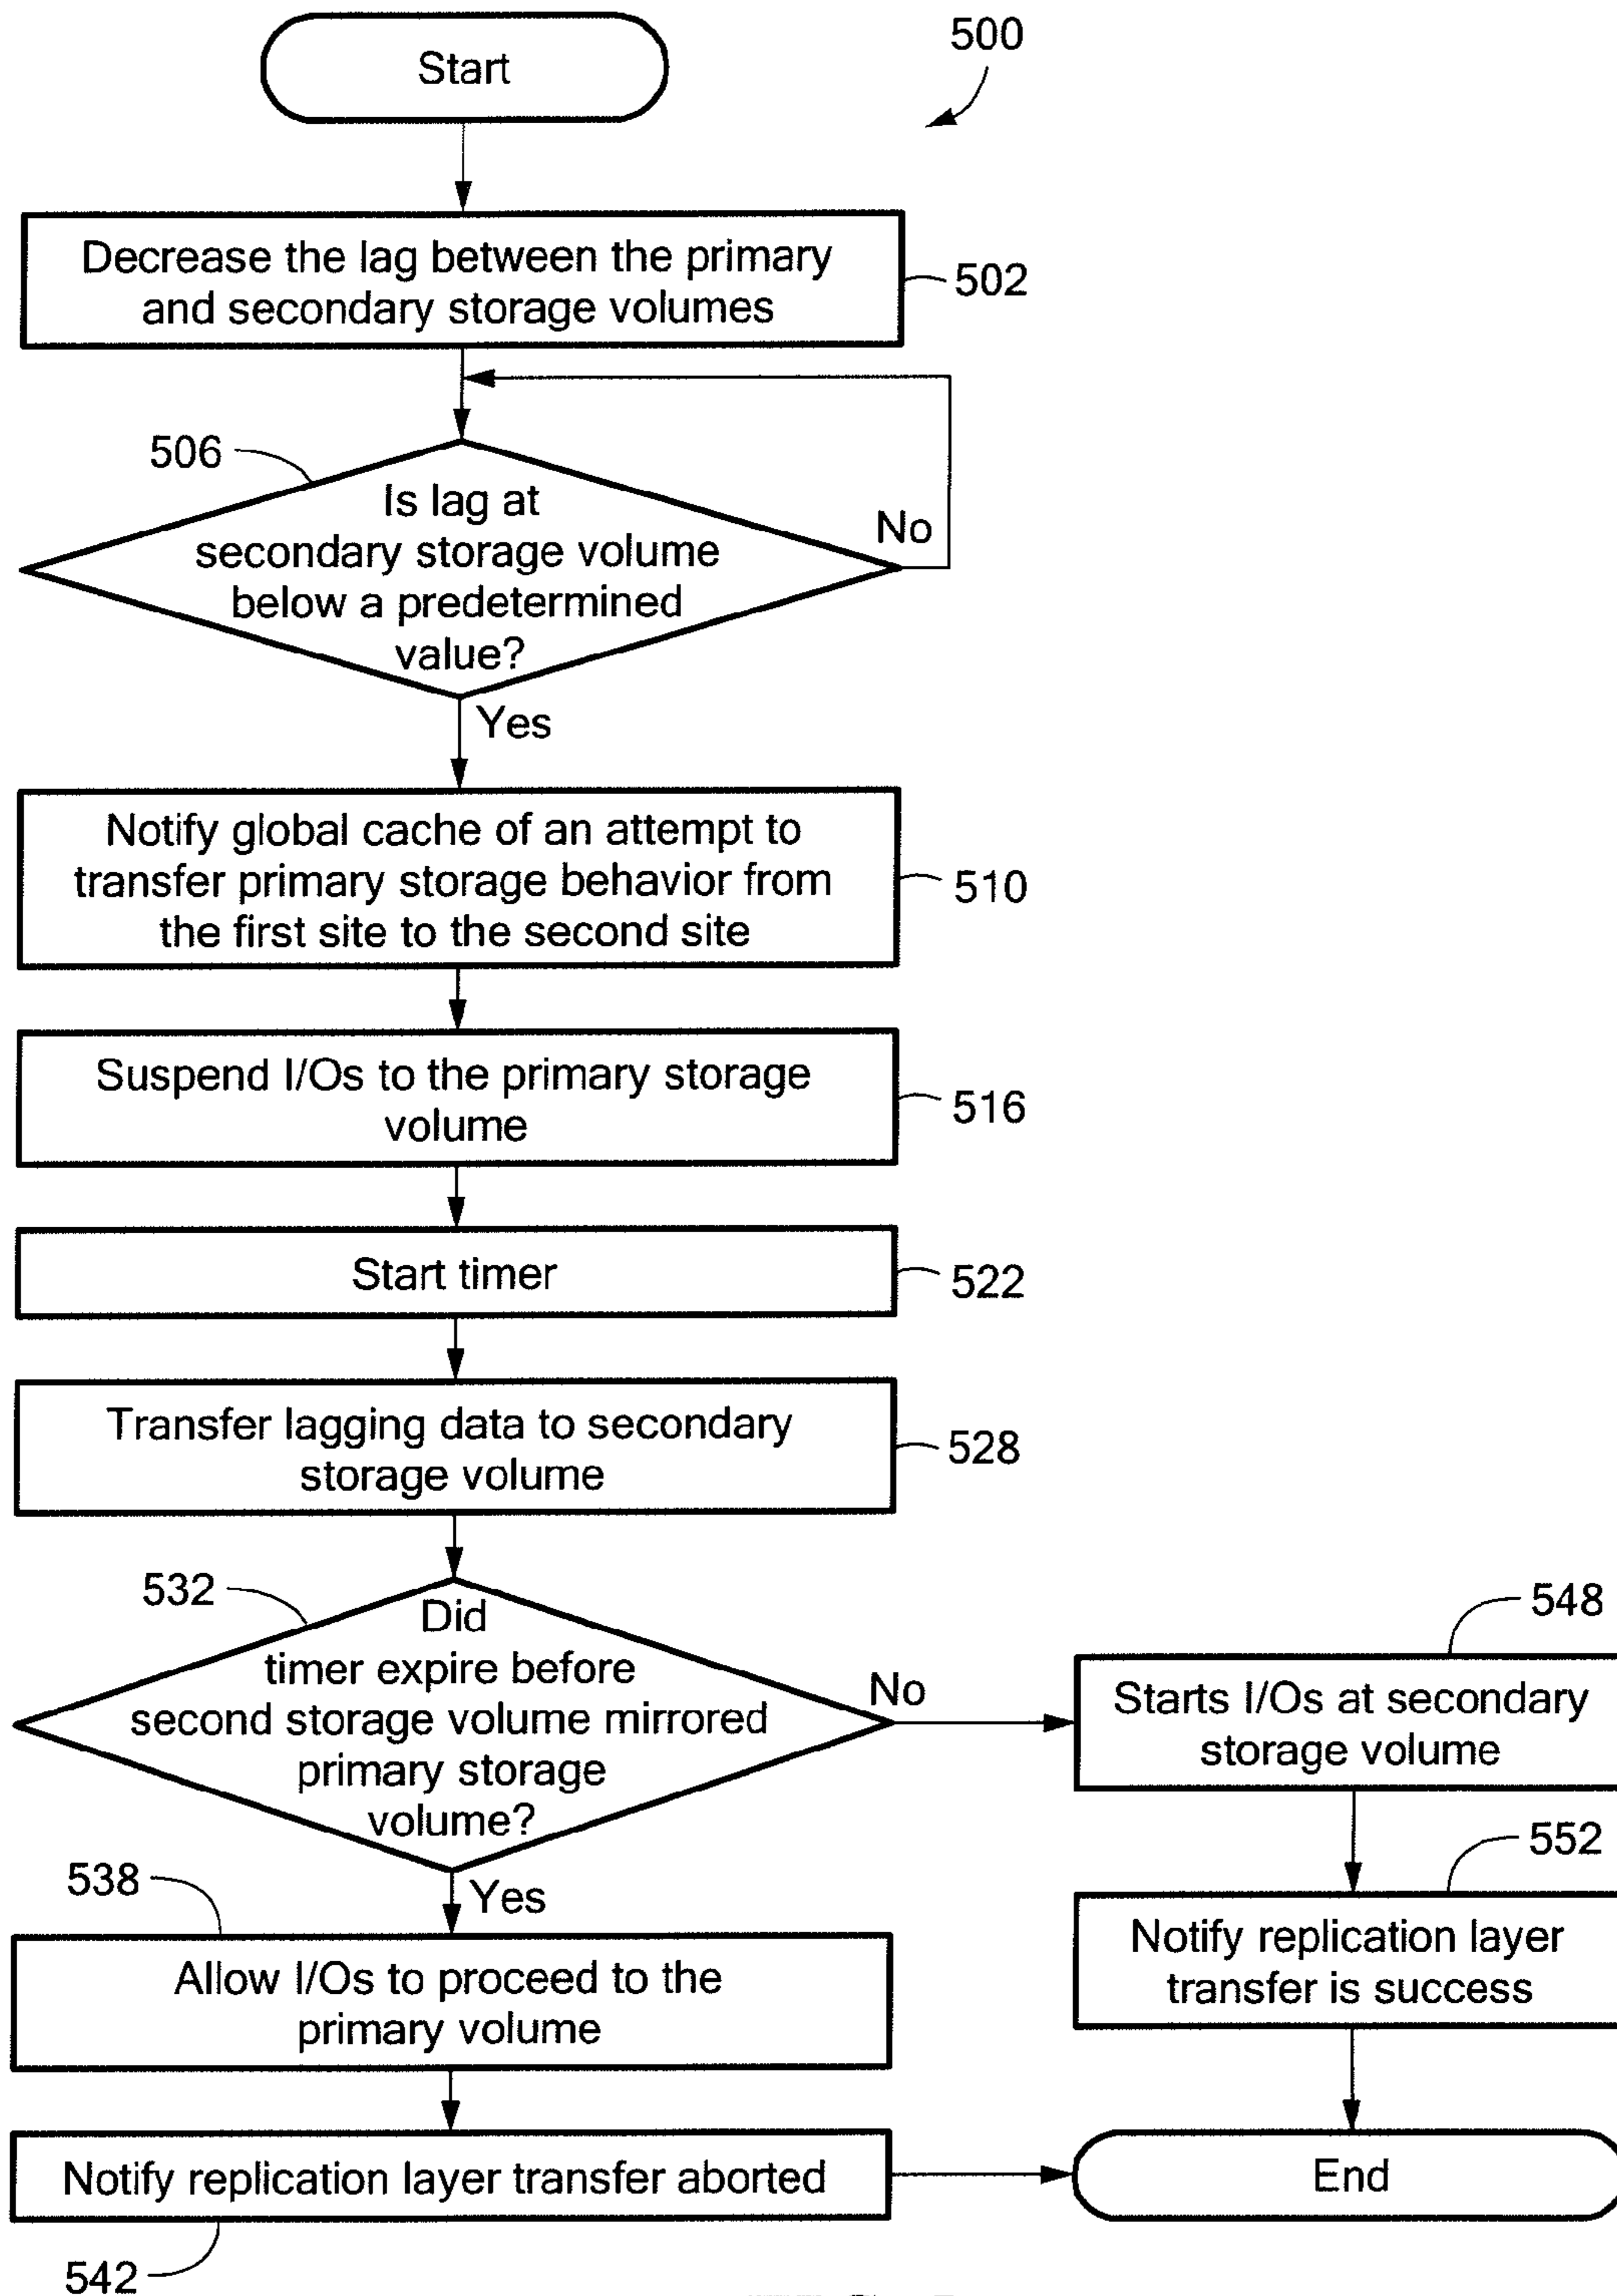 Start
500
Decrease the lag between the primary
and secondary storage volumes
502
506
Is lag at
secondary storage volume
below a predetermined
value?
No
Yes
Notify global cache of an attempt to
transfer primary storage behavior from
the first site to the second site
510
Suspend I/Os to the primary storage
volume
516
Start timer
522
Transfer lagging data to secondary
storage volume
528
532
Did
timer expire before
second storage volume mirrored
primary storage
volume?
No
Yes
548
Starts I/Os at secondary
storage volume
552
Notify replication layer
transfer is success
538
Allow I/Os to proceed to the
primary volume
Notify replication layer transfer aborted
542
End